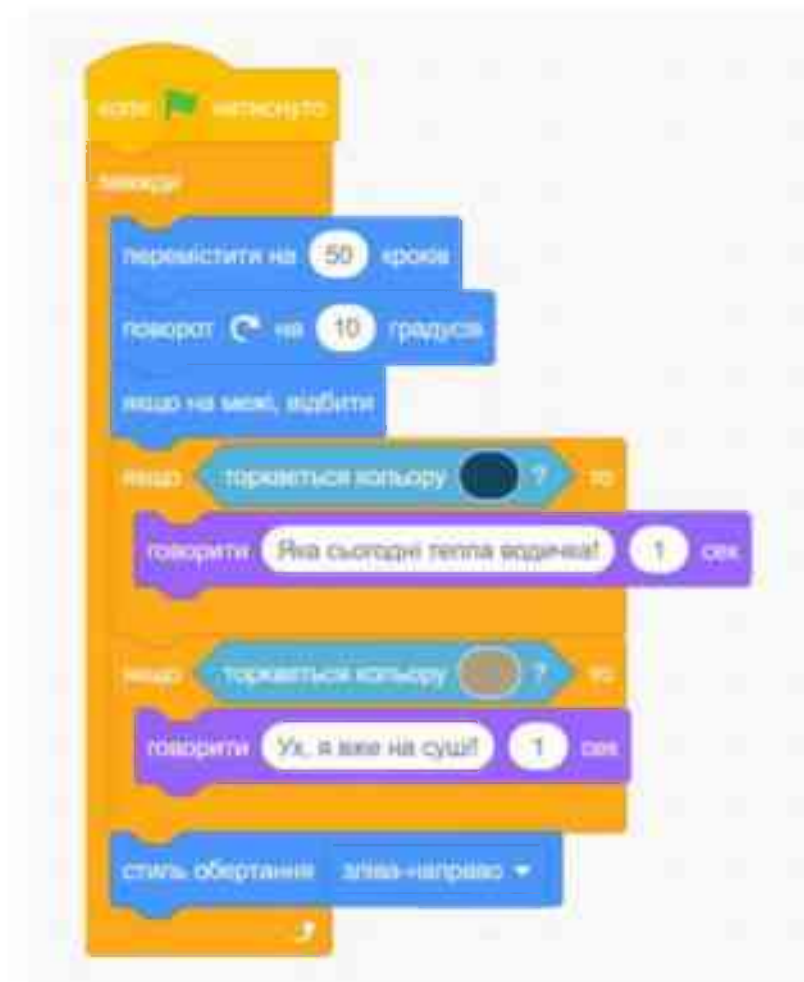 коли натиснуто
завжди
перемістити на 50 кроків
поворот на 10 градусів
якщо на межі, відбити
якщо торкається кольору ? то
говорити Яка сьогодні тепла водичка! 1 сек
якщо торкається кольору ? то
говорити Ух, я вже на суші! 1 сек
стиль обертання зліва-направо